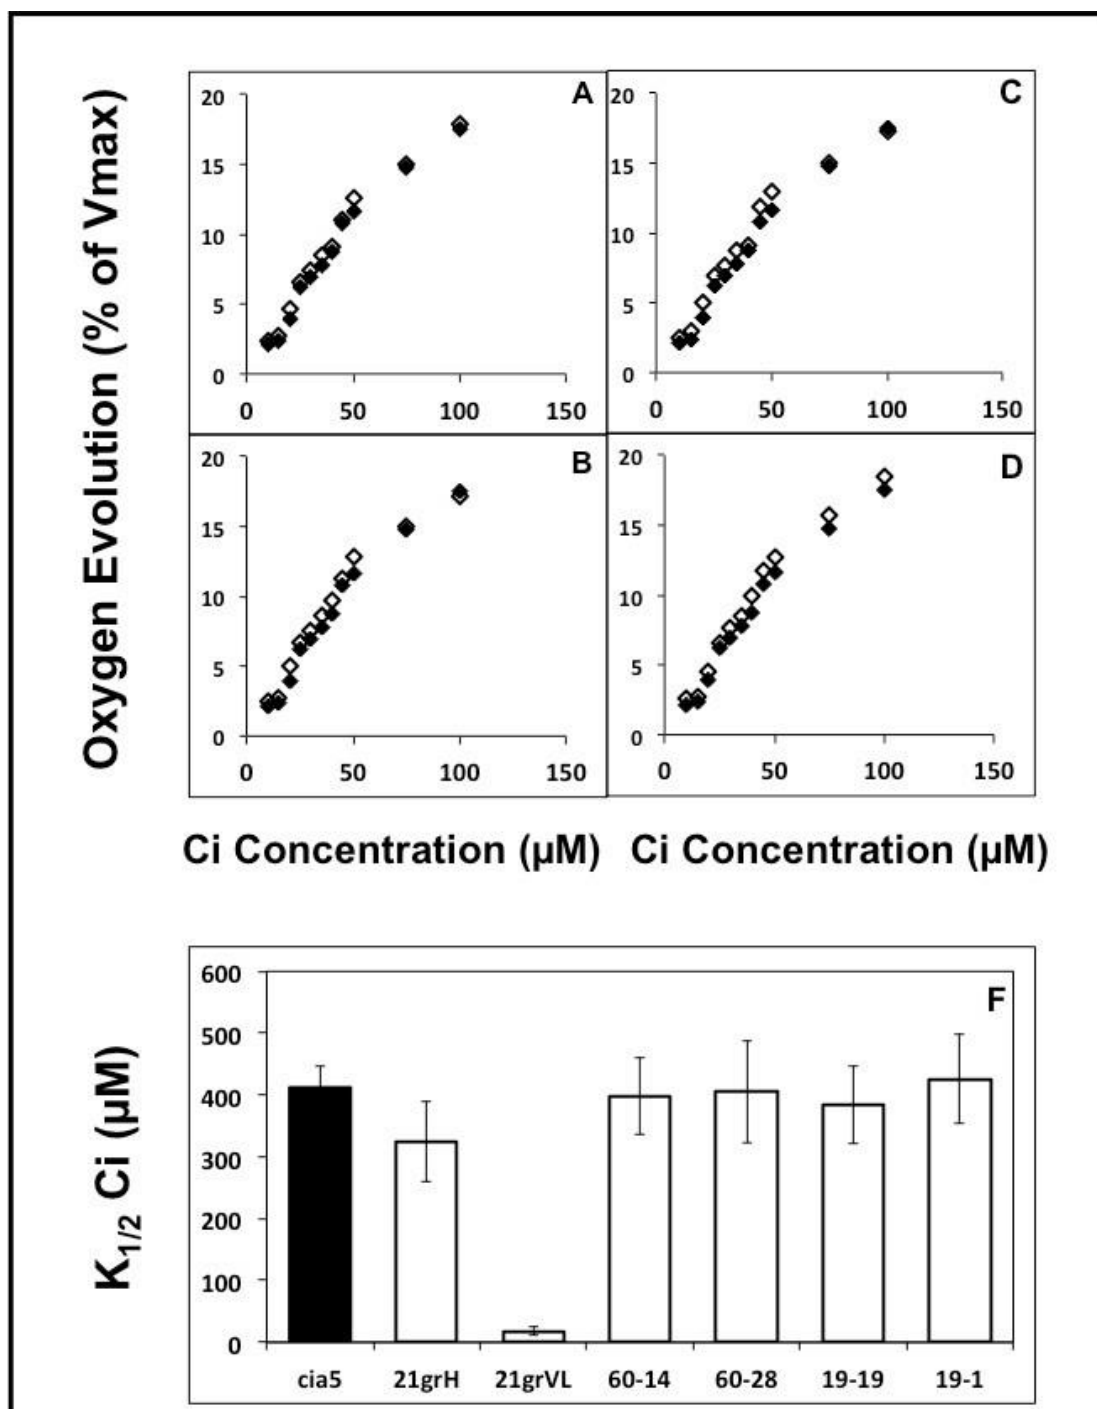 Oxygen Evolution (% of Vmax)
A
20
15
10
5
0
0 50 100 150
C
20
15
10
5
0
0 50 100 150
B
20
15
10
5
0
0 50 100 150
D
20
15
10
5
0
0 50 100 150
Ci Concentration (µM) Ci Concentration (µM)
K1/2 Ci (µM)
F
600
500
400
300
200
100
0
cia5 21grH 21grVL 60-14 60-28 19-19 19-1